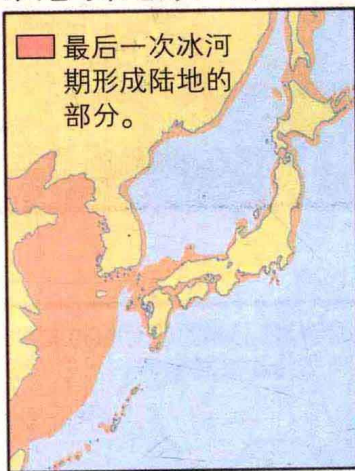 最后一次冰河
期形成陆地的
部分。